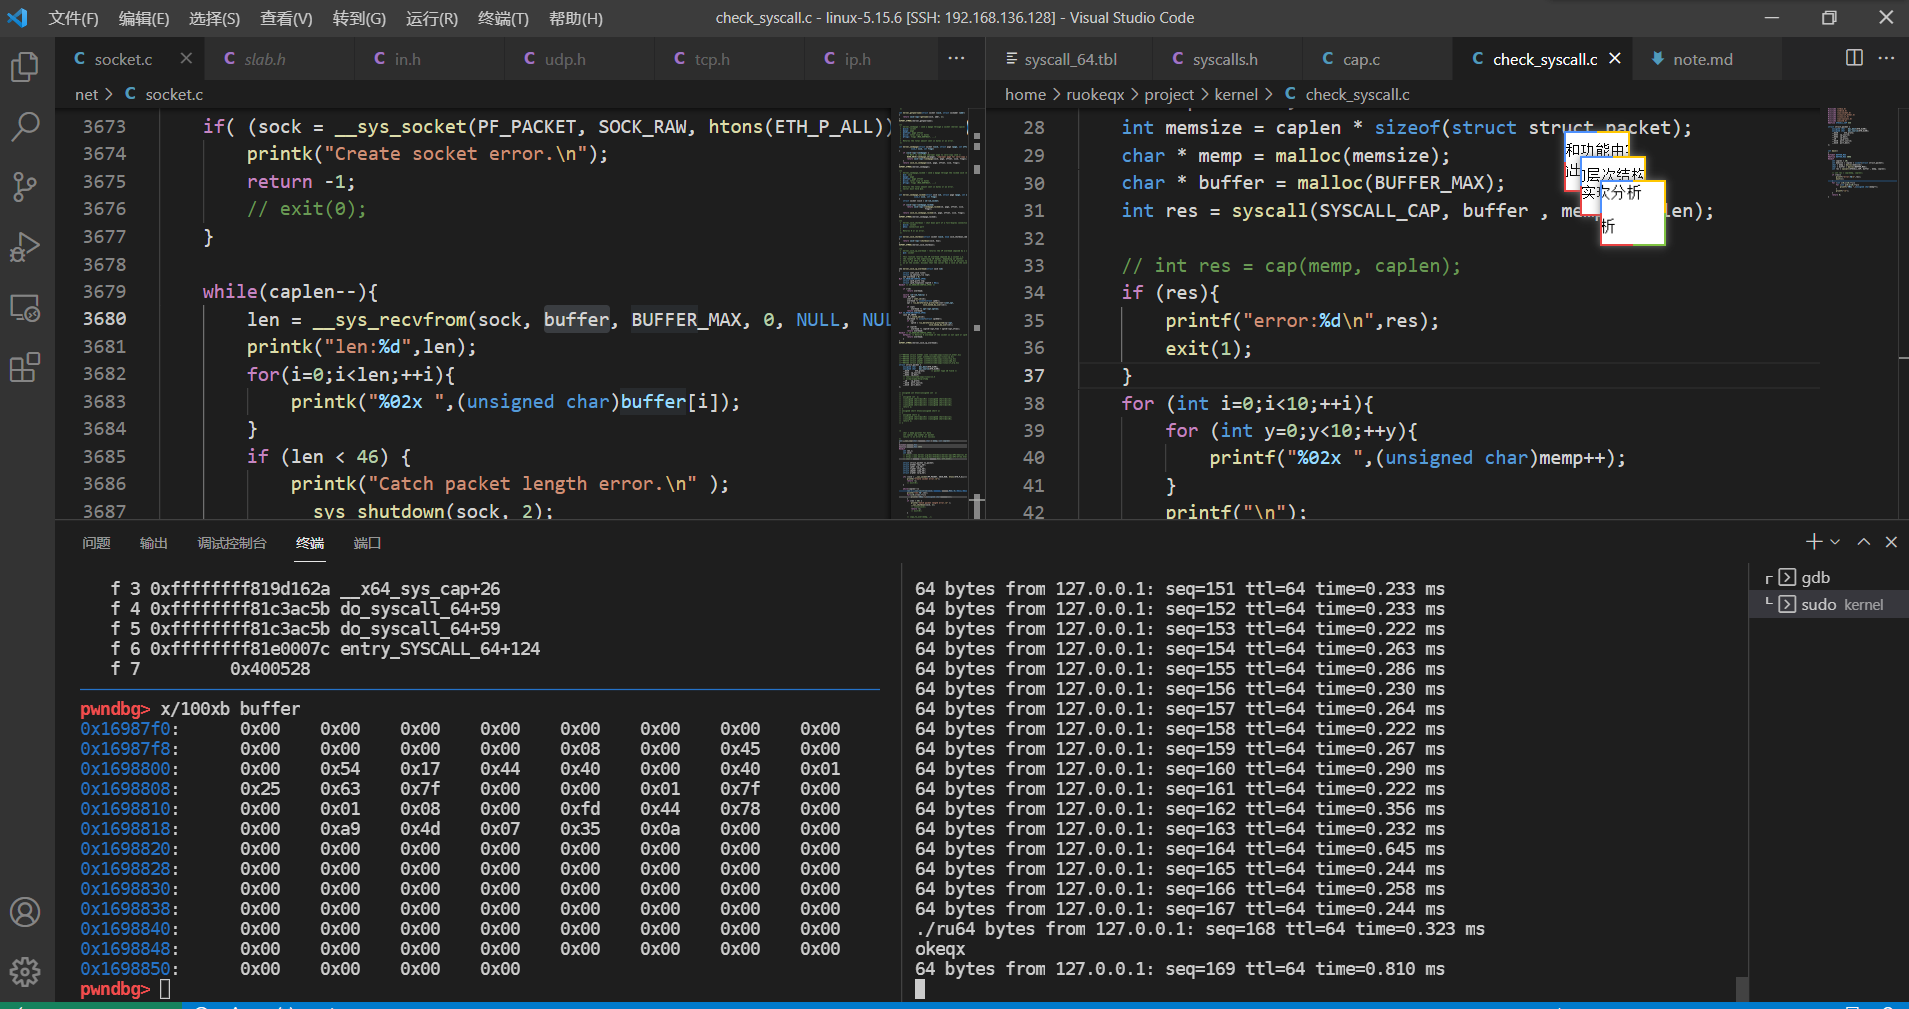 文件(F) 编辑(E) 选择(S) 查看(V) 转到(G) 运行(R) 终端(T) 帮助(H) check_syscall.c - linux-5.15.6 [SSH: 192.168.136.128] - Visual Studio Code
C socket.c C slab.h C in.h C udp.h C tcp.h C ip.h ···
net > C socket.c
3673 if( (sock = __sys_socket(PF_PACKET, SOCK_RAW, htons(ETH_P_ALL))
3674 printk("Create socket error.\n");
3675 return -1;
3676 // exit(0);
3677 }
3678
3679 while(caplen--){
3680 len = __sys_recvfrom(sock, buffer, BUFFER_MAX, 0, NULL, NUL
3681 printk("len:%d",len);
3682 for(i=0;i<len;++i){
3683 printk("%02x ",(unsigned char)buffer[i]);
3684 }
3685 if (len < 46) {
3686 printk("Catch packet length error.\n" );
3687 sys shutdown(sock, 2);
syscall_64.tbl C syscalls.h C cap.c C check_syscall.c note.md ···
home > ruokeqx > project > kernel > C check_syscall.c
28 int memsize = caplen * sizeof(struct struct_packet);
29 char * memp = malloc(memsize);
30 char * buffer = malloc(BUFFER_MAX);
31 int res = syscall(SYSCALL_CAP, buffer , me len);
32
33 // int res = cap(memp, caplen);
34 if (res){
35 printf("error:%d\n",res);
36 exit(1);
37 }
38 for (int i=0;i<10;++i){
39 for (int y=0;y<10;++y){
40 printf("%02x ",(unsigned char)memp++);
41 }
42 printf("\n");
和功能由
出
层次结构
实次分析
析
问题 输出 调试控制台 终端 端口
f 3 0xffffffff819d162a __x64_sys_cap+26
f 4 0xffffffff81c3ac5b do_syscall_64+59
f 5 0xffffffff81c3ac5b do_syscall_64+59
f 6 0xffffffff81e0007c entry_SYSCALL_64+124
f 7 0x400528
pwndbg> x/100xb buffer
0x16987f0: 0x00 0x00 0x00 0x00 0x00 0x00 0x00 0x00
0x16987f8: 0x00 0x00 0x00 0x00 0x08 0x00 0x45 0x00
0x1698800: 0x00 0x54 0x17 0x44 0x40 0x00 0x40 0x01
0x1698808: 0x25 0x63 0x7f 0x00 0x00 0x01 0x7f 0x00
0x1698810: 0x00 0x01 0x08 0x00 0xfd 0x44 0x78 0x00
0x1698818: 0x00 0xa9 0x4d 0x07 0x35 0x0a 0x00 0x00
0x1698820: 0x00 0x00 0x00 0x00 0x00 0x00 0x00 0x00
0x1698828: 0x00 0x00 0x00 0x00 0x00 0x00 0x00 0x00
0x1698830: 0x00 0x00 0x00 0x00 0x00 0x00 0x00 0x00
0x1698838: 0x00 0x00 0x00 0x00 0x00 0x00 0x00 0x00
0x1698840: 0x00 0x00 0x00 0x00 0x00 0x00 0x00 0x00
0x1698848: 0x00 0x00 0x00 0x00 0x00 0x00 0x00 0x00
0x1698850: 0x00 0x00 0x00 0x00
pwndbg>
64 bytes from 127.0.0.1: seq=151 ttl=64 time=0.233 ms
64 bytes from 127.0.0.1: seq=152 ttl=64 time=0.233 ms
64 bytes from 127.0.0.1: seq=153 ttl=64 time=0.222 ms
64 bytes from 127.0.0.1: seq=154 ttl=64 time=0.263 ms
64 bytes from 127.0.0.1: seq=155 ttl=64 time=0.286 ms
64 bytes from 127.0.0.1: seq=156 ttl=64 time=0.230 ms
64 bytes from 127.0.0.1: seq=157 ttl=64 time=0.264 ms
64 bytes from 127.0.0.1: seq=158 ttl=64 time=0.222 ms
64 bytes from 127.0.0.1: seq=159 ttl=64 time=0.267 ms
64 bytes from 127.0.0.1: seq=160 ttl=64 time=0.290 ms
64 bytes from 127.0.0.1: seq=161 ttl=64 time=0.222 ms
64 bytes from 127.0.0.1: seq=162 ttl=64 time=0.356 ms
64 bytes from 127.0.0.1: seq=163 ttl=64 time=0.232 ms
64 bytes from 127.0.0.1: seq=164 ttl=64 time=0.645 ms
64 bytes from 127.0.0.1: seq=165 ttl=64 time=0.244 ms
64 bytes from 127.0.0.1: seq=166 ttl=64 time=0.258 ms
64 bytes from 127.0.0.1: seq=167 ttl=64 time=0.244 ms
./ru64 bytes from 127.0.0.1: seq=168 ttl=64 time=0.323 ms
okeqx
64 bytes from 127.0.0.1: seq=169 ttl=64 time=0.810 ms
gdb
sudo kernel